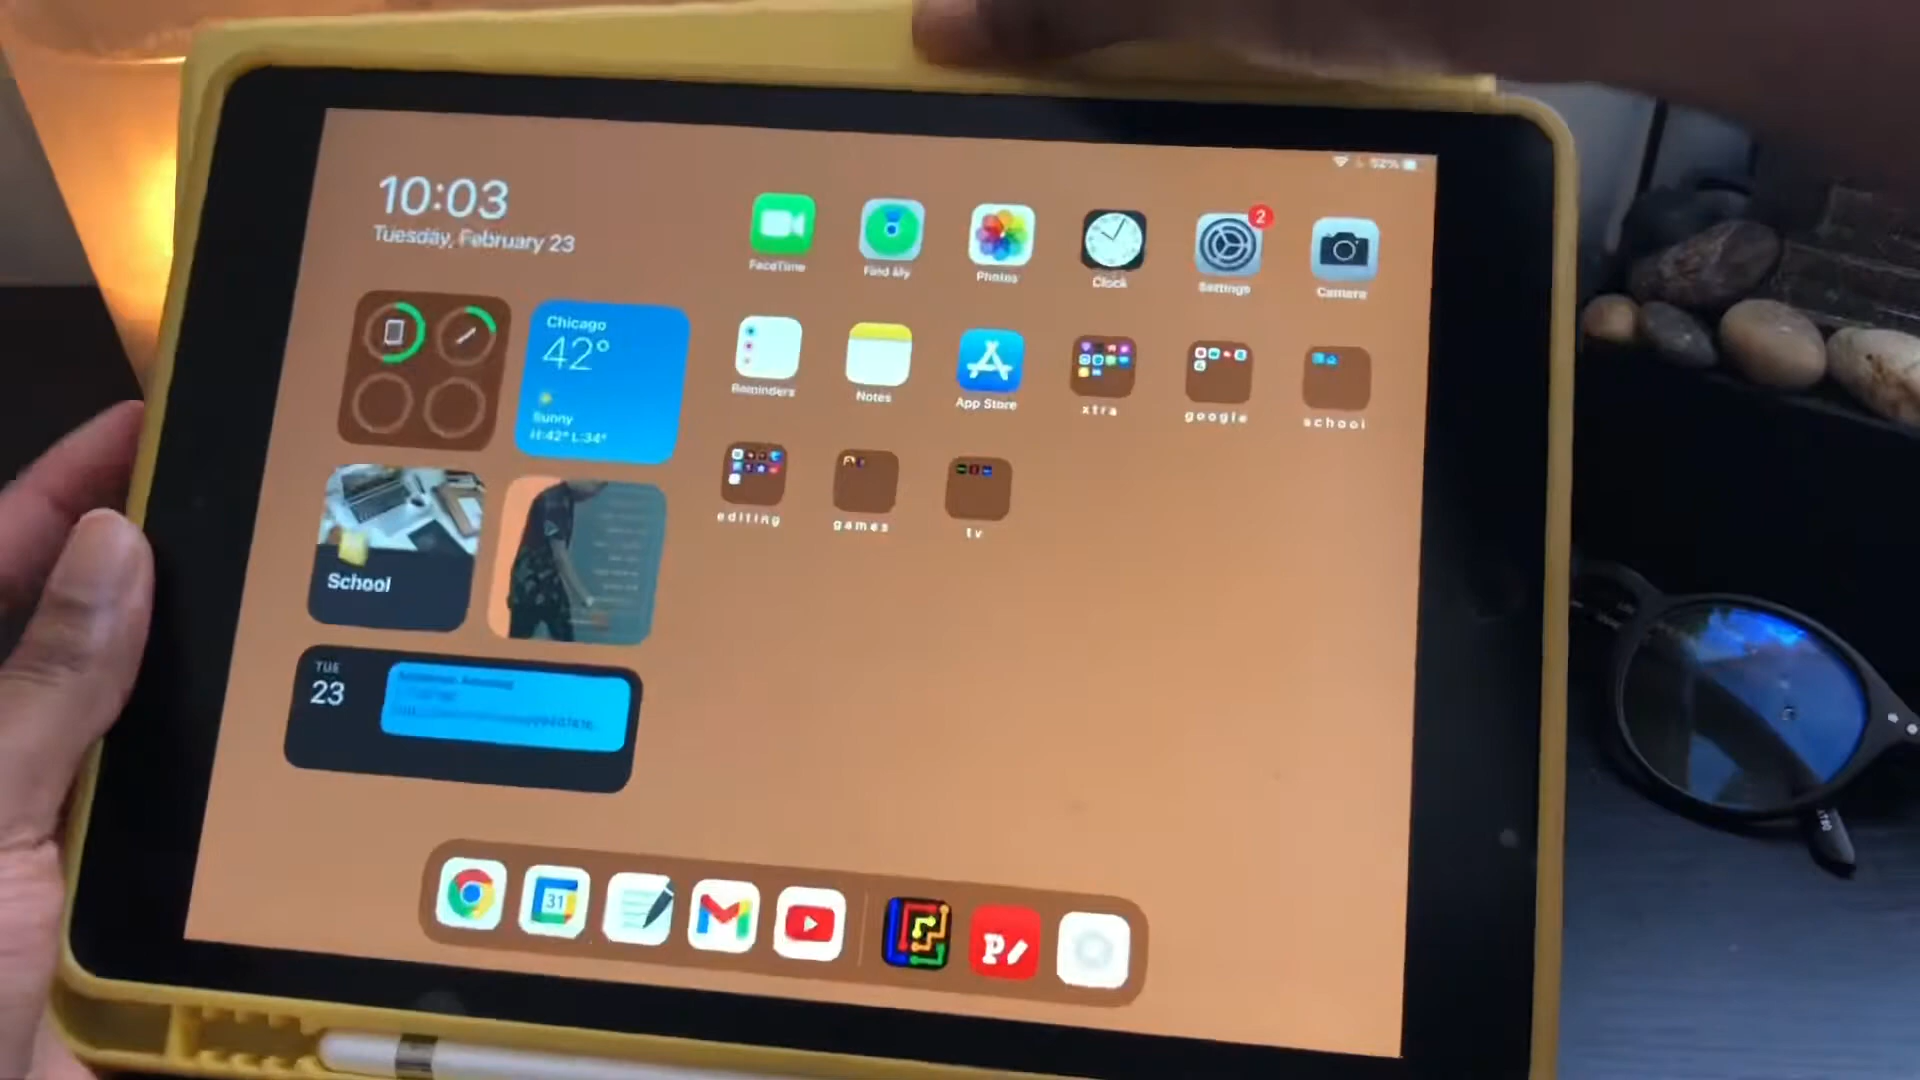 52%
10:03
Tuesday, February 23
FaceTime
Find My
Photos
Clock
2
Settings
Camera
Chicago
42°
Sunny
H:42° L:34°
Reminders
Notes
App Store
xtra
google
school
editing
games
tv
School
TUE
23
31
P